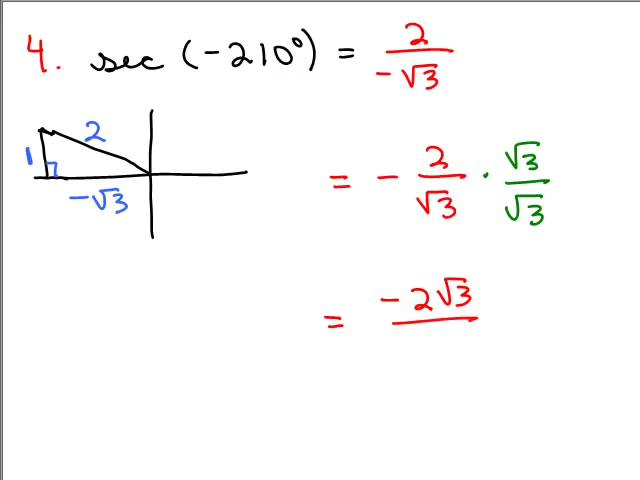 4. sec (-210°) = 2 / -√3
2
1
-√3
= - 2/√3 · √3/√3
= -2√3 /